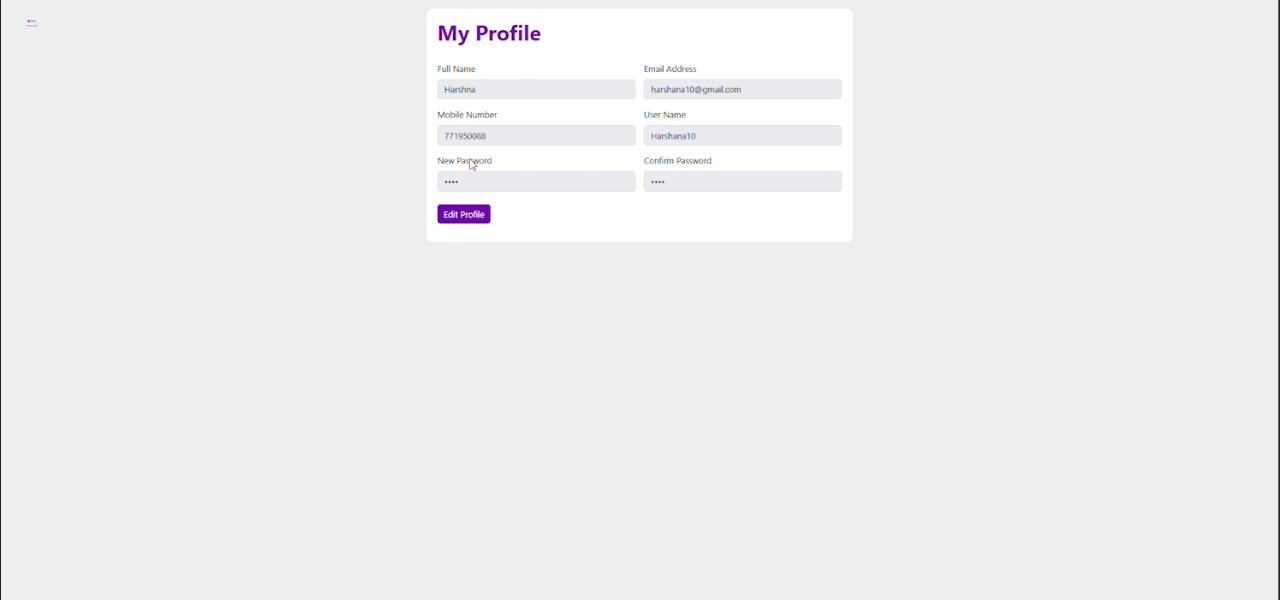 ←
My Profile
Full Name
Email Address
Harshna
harshana10@gmail.com
Mobile Number
User Name
771950088
Harshana10
New Password
Confirm Password
••••
••••
Edit Profile